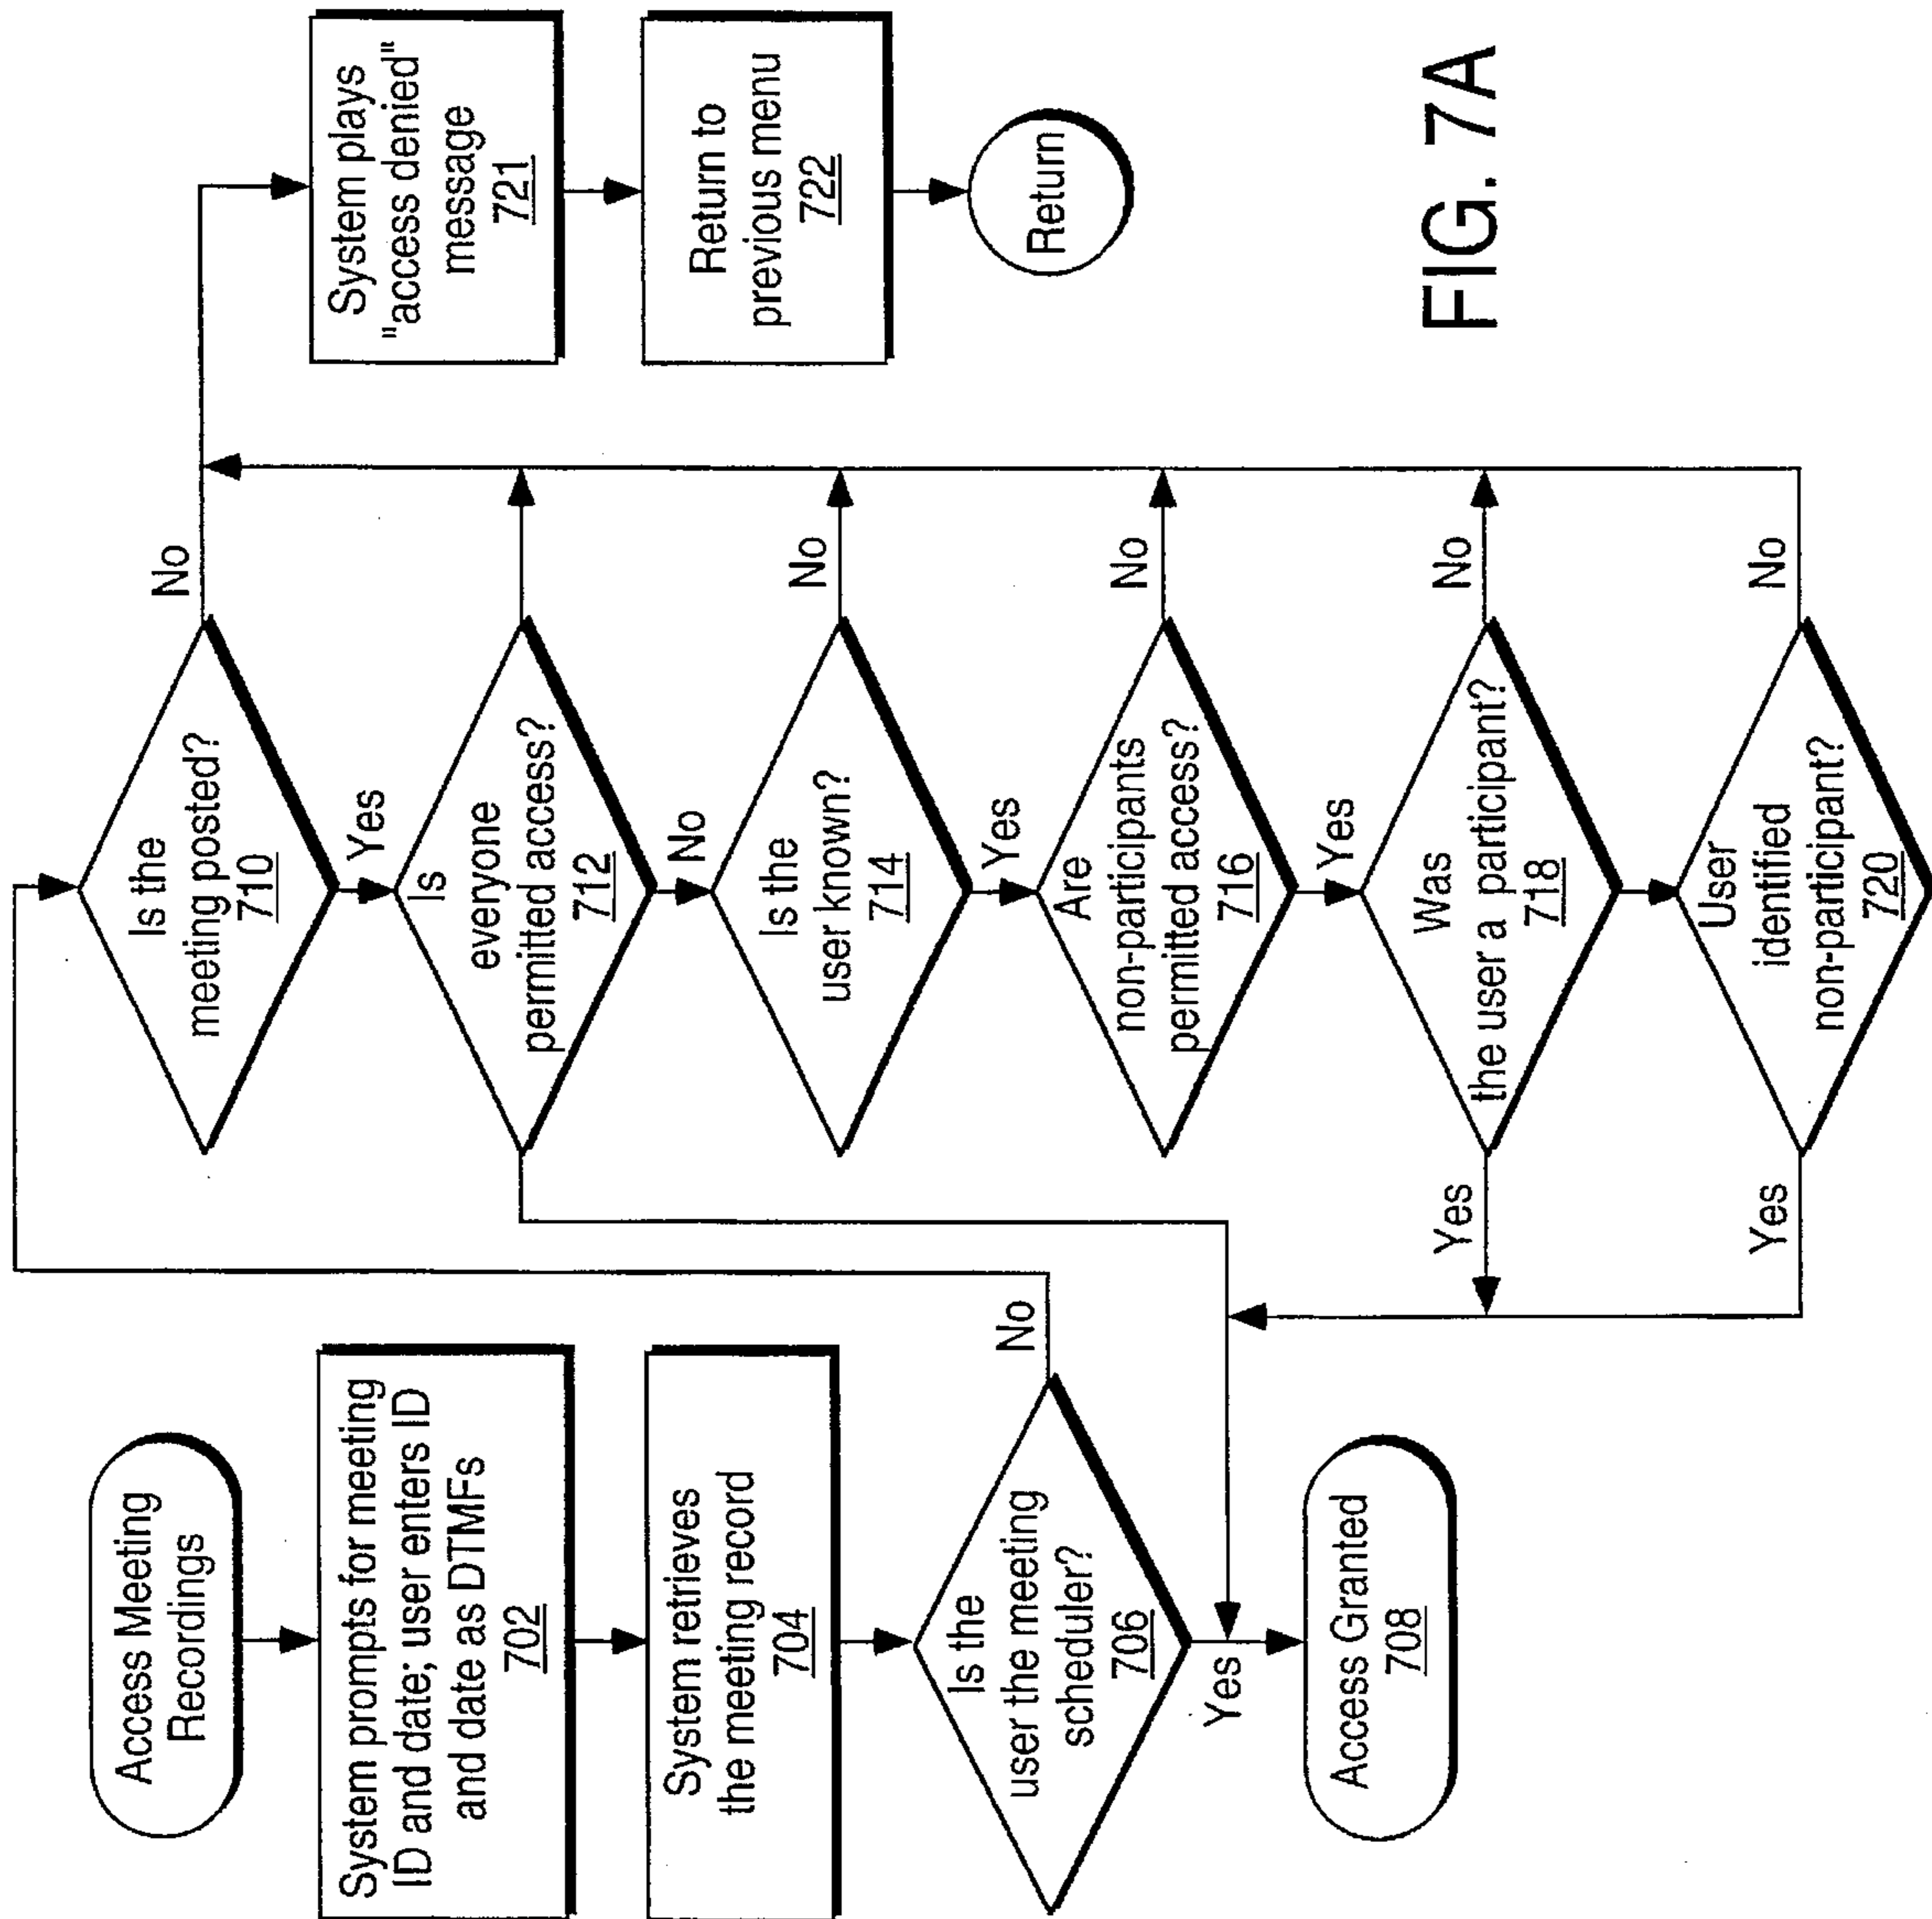 Access Meeting
Recordings
System prompts for meeting
ID and date; user enters ID
and date as DTMFs
702
System retrieves
the meeting record
704
Is the
user the meeting
scheduler?
706
No
Yes
Access Granted
708
Is the
meeting posted?
710
No
Yes
Is
everyone
permitted access?
712
No
Is the
user known?
714
No
Yes
Are
non-participants
permitted access?
716
No
Yes
Was
the user a participant?
718
No
Yes
User
identified
non-participant?
720
No
Yes
System plays
"access denied"
message
721
Return to
previous menu
722
Return
FIG. 7A